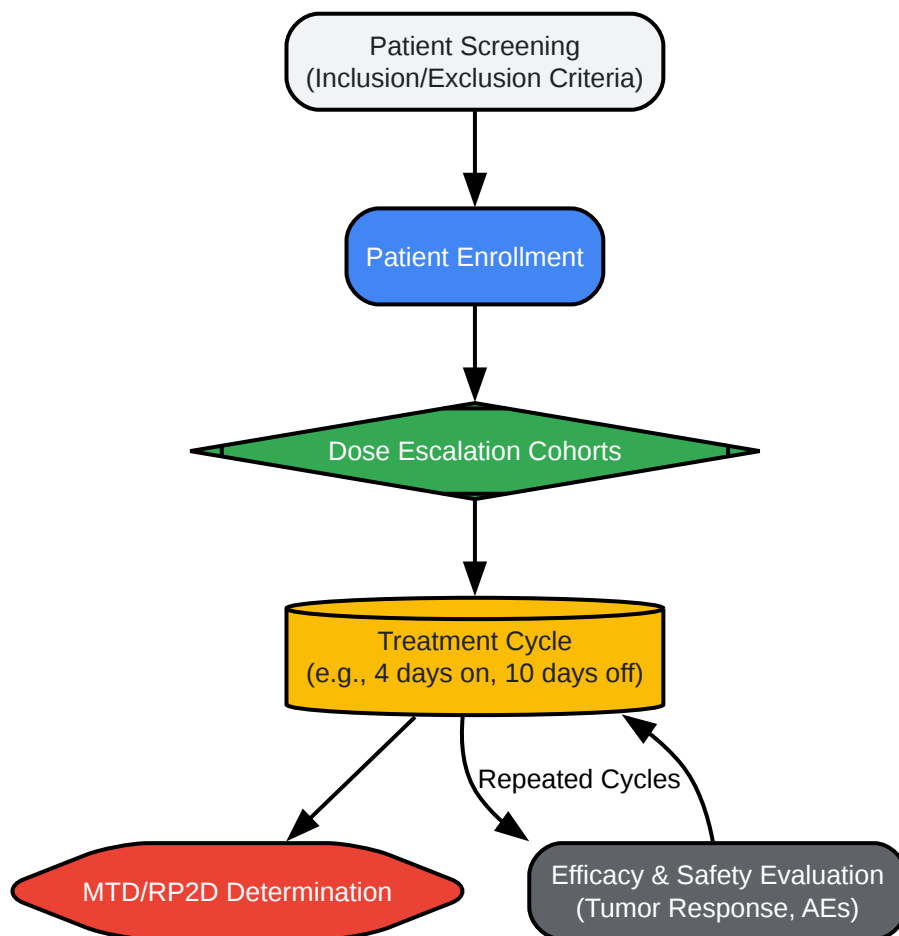 Patient Screening
(Inclusion/Exclusion Criteria)
Patient Enrollment
Dose Escalation Cohorts
Treatment Cycle
(e.g., 4 days on, 10 days off)
Repeated Cycles
MTD/RP2D Determination
Efficacy & Safety Evaluation
(Tumor Response, AEs)